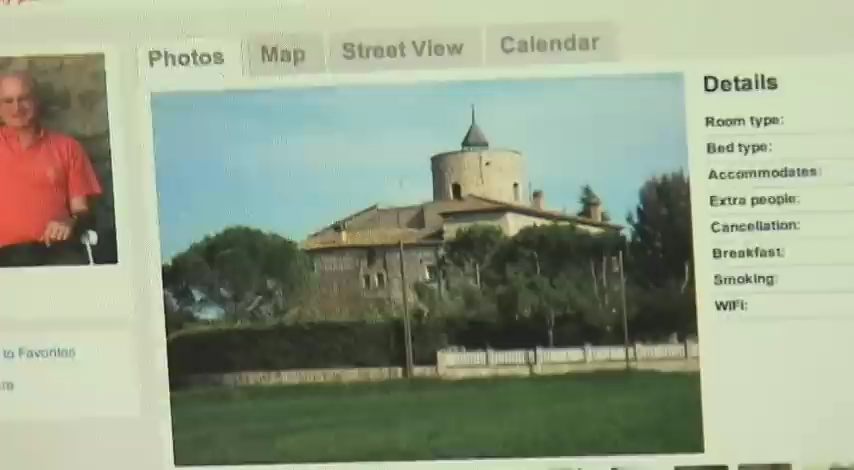 Photos
Map
Street View
Calendar
Details
Room type:
Bed type:
Accommodates:
Extra people:
Cancellation:
Breakfast:
Smoking:
WiFi:
to Favorites